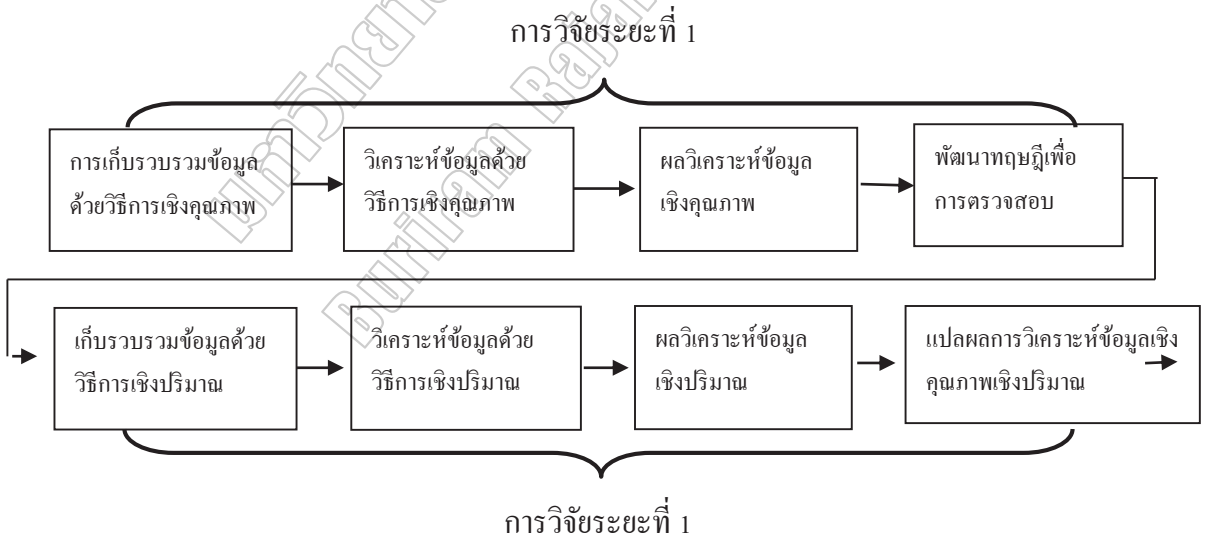 การวิจัยระยะที่ 1
การเก็บรวบรวมข้อมูล
ด้วยวิธีการเชิงคุณภาพ
วิเคราะห์ข้อมูลด้วย
วิธีการเชิงคุณภาพ
ผลวิเคราะห์ข้อมูล
เชิงคุณภาพ
พัฒนาทฤษฎีเพื่อ
การตรวจสอบ
เก็บรวบรวมข้อมูลด้วย
วิธีการเชิงปริมาณ
วิเคราะห์ข้อมูลด้วย
วิธีการเชิงปริมาณ
ผลวิเคราะห์ข้อมูล
เชิงปริมาณ
แปลผลการวิเคราะห์ข้อมูลเชิง
คุณภาพเชิงปริมาณ
การวิจัยระยะที่ 1
Buriram